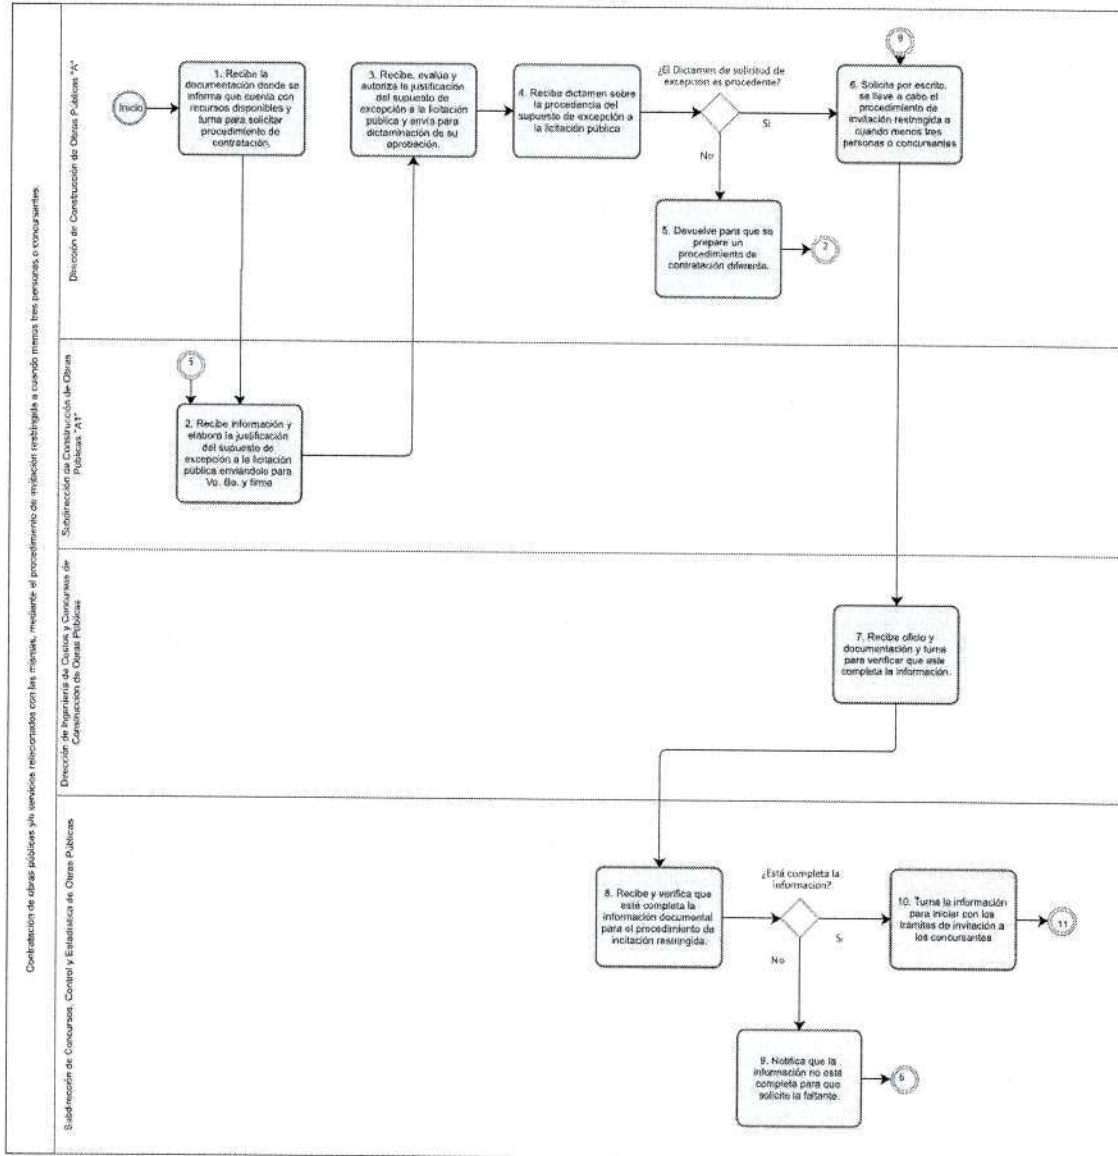 Contratación de obras públicas y/o servicios relacionados con las mismas, mediante el procedimiento de invitación restringida a cuando menos tres personas o concursantes.
Dirección de Construcción de Obras Públicas "A"
Inicio
1. Recibe la
documentación donde se
informa que cuenta con
recursos disponibles y
turna para solicitar
procedimiento de
contratación.
3. Recibe, evalúa y
autoriza la justificación
del supuesto de
excepción a la licitación
pública y envía para
dictaminación de su
aprobación.
4. Recibe dictamen sobre
la procedencia del
supuesto de excepción a
la licitación pública
¿El Dictamen de solicitud de
excepción es procedente?
Si
No
5. Devuelve para que se
prepare un
procedimiento de
contratación diferente.
2
9
6. Solicita por escrito,
se lleve a cabo el
procedimiento de
invitación restringida a
cuando menos tres
personas o concursantes
Subdirección de Construcción de Obras
Públicas "A1"
5
2. Recibe información y
elabora la justificación
del supuesto de
excepción a la licitación
pública enviándolo para
Vo. Bo. y firma
Dirección de Ingeniería de Costos y Concursos de
Construcción de Obras Públicas
7. Recibe oficio y
documentación y turna
para verificar que este
completa la información.
Subdirección de Concursos, Control y Estadística de Obras Públicas
8. Recibe y verifica que
esté completa la
información documental
para el procedimiento de
incitación restringida.
¿Está completa la
información?
Si
No
10. Turna la información
para iniciar con los
trámites de invitación a
los concursantes
11
9. Notifica que la
información no está
completa para que
solicite la faltante.
6